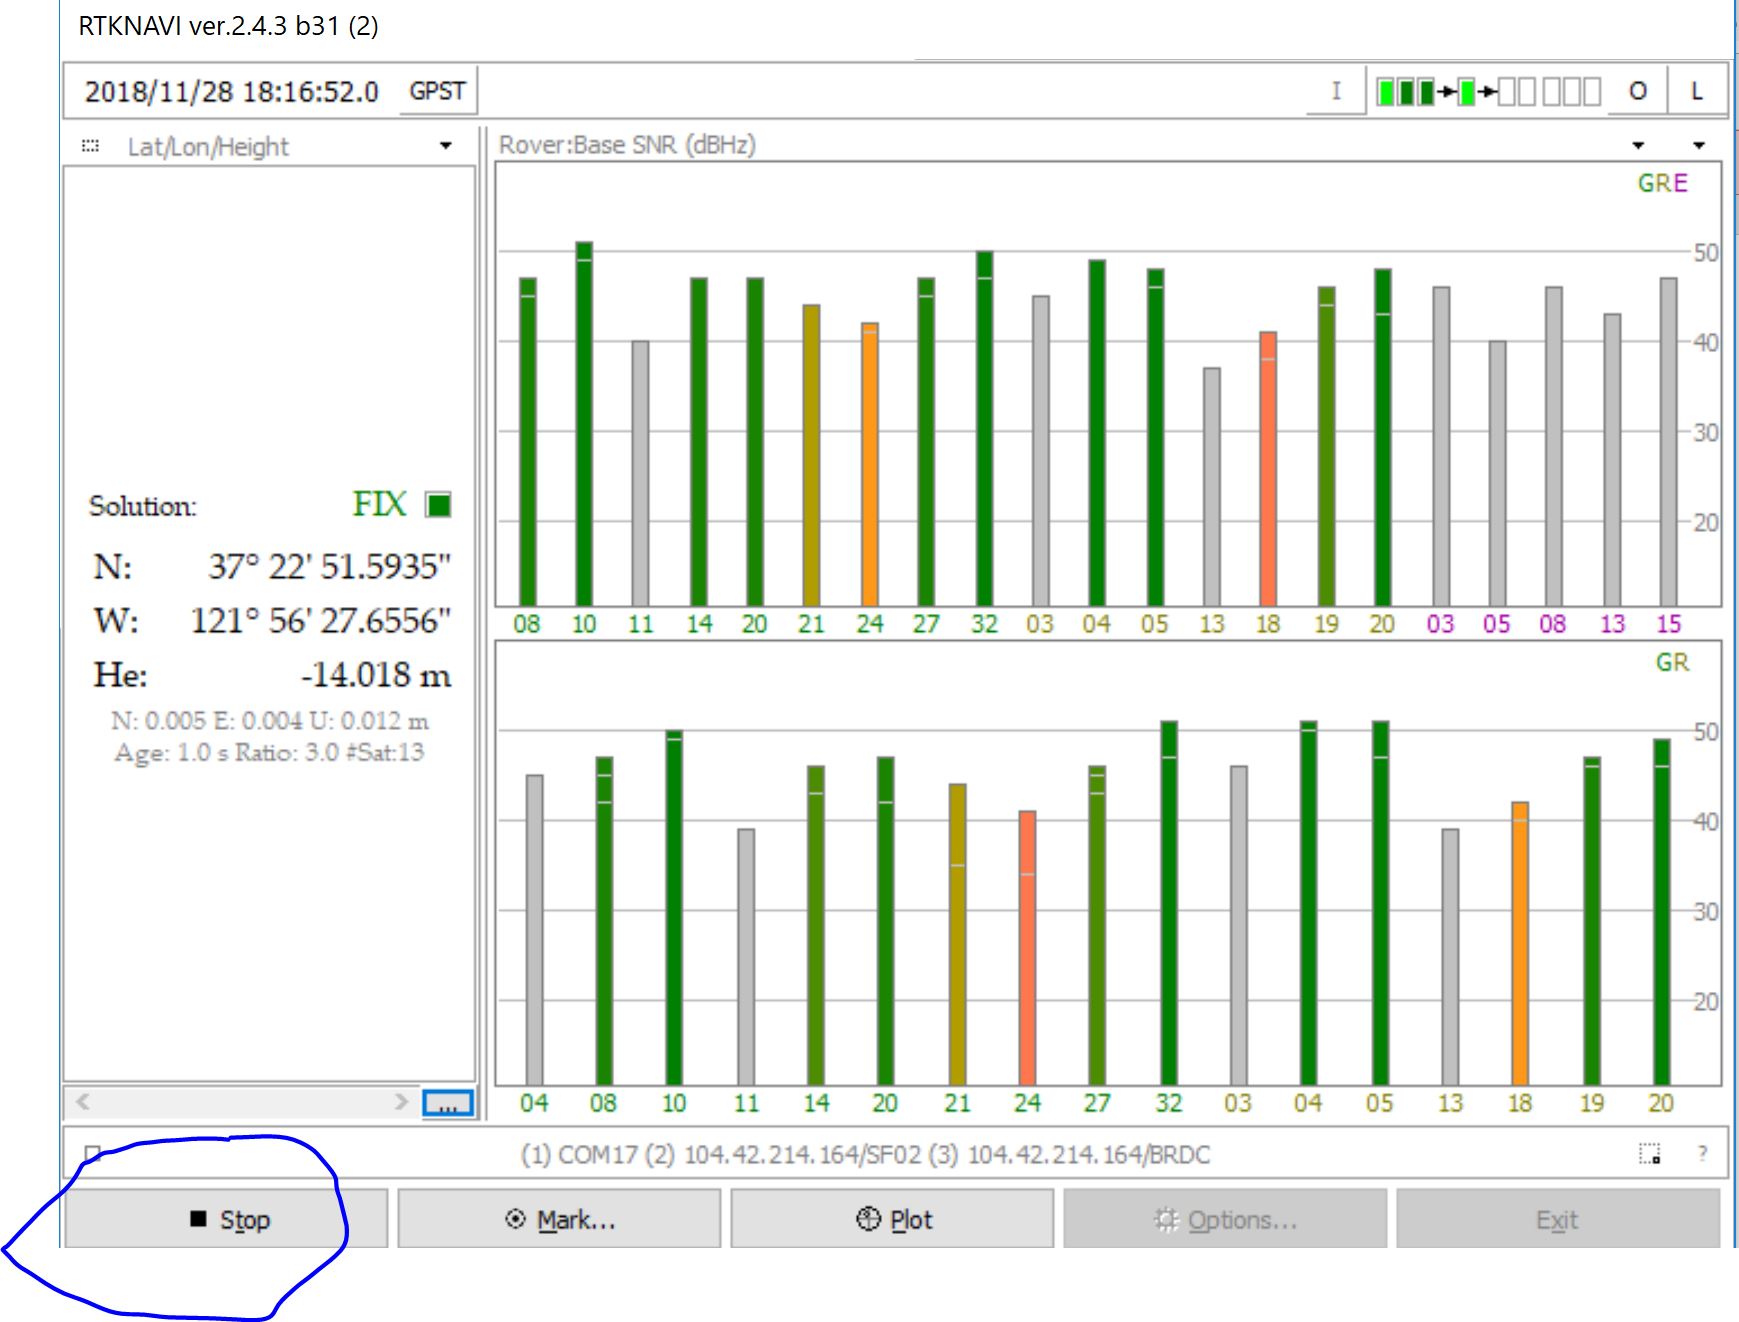 RTKNAVI ver.2.4.3 b31 (2)
2018/11/28 18:16:52.0 GPST I O L
Lat/Lon/Height
Rover:Base SNR (dBHz)
GRE
50
40
30
20
08 10 11 14 20 21 24 27 32 03 04 05 13 18 19 20 03 05 08 13 15
Solution: FIX
N: 37° 22' 51.5935"
W: 121° 56' 27.6556"
He: -14.018 m
N: 0.005 E: 0.004 U: 0.012 m
Age: 1.0 s Ratio: 3.0 #Sat:13
GR
50
40
30
20
04 08 10 11 14 20 21 24 27 32 03 04 05 13 18 19 20
...
(1) COM17 (2) 104.42.214.164/SF02 (3) 104.42.214.164/BRDC ?
Stop Mark... Plot Options... Exit